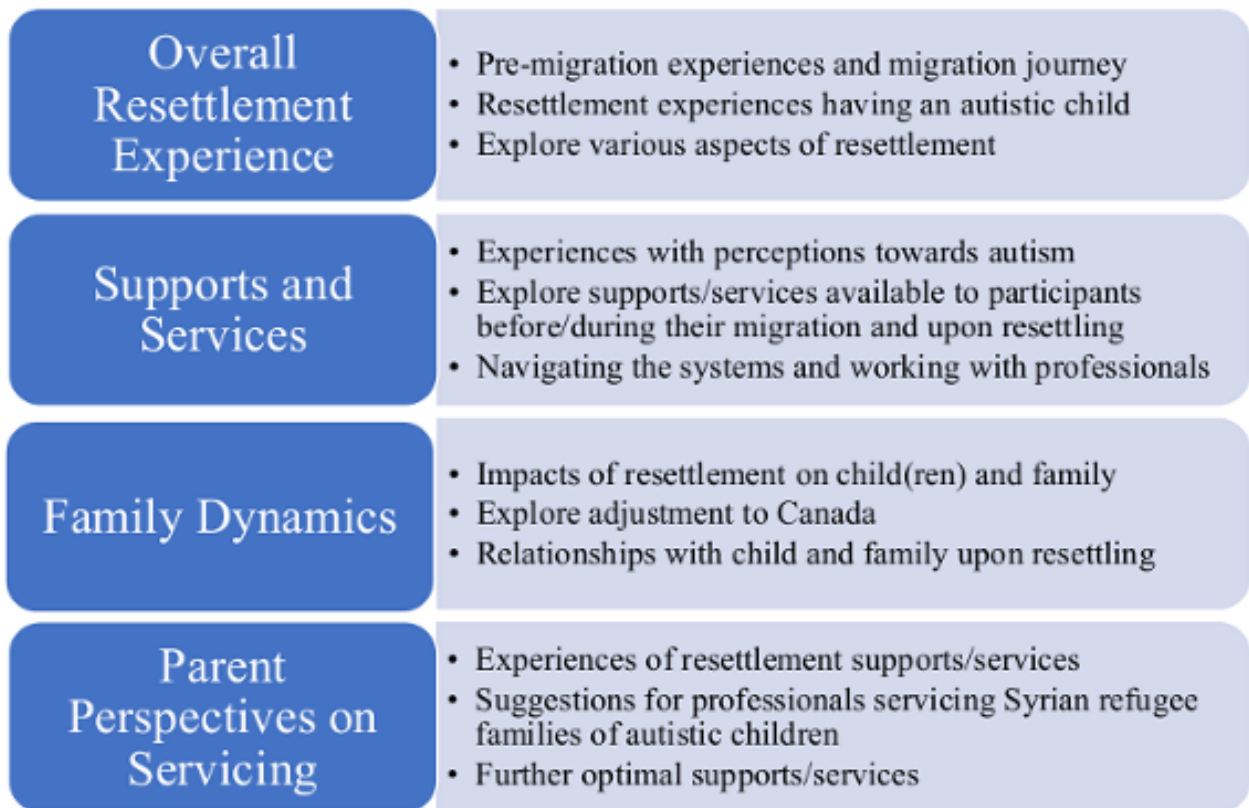 Overall
Resettlement
Experience
• Pre-migration experiences and migration journey
• Resettlement experiences having an autistic child
• Explore various aspects of resettlement
Supports and
Services
• Experiences with perceptions towards autism
• Explore supports/services available to participants
before/during their migration and upon resettling
• Navigating the systems and working with professionals
Family Dynamics
• Impacts of resettlement on child(ren) and family
• Explore adjustment to Canada
• Relationships with child and family upon resettling
Parent
Perspectives on
Servicing
• Experiences of resettlement supports/services
• Suggestions for professionals servicing Syrian refugee
families of autistic children
• Further optimal supports/services